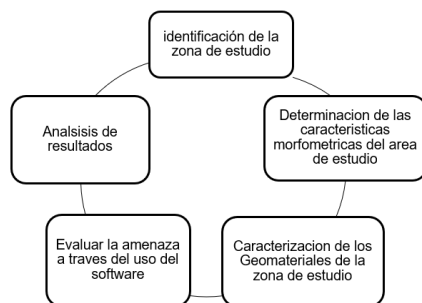 identificación de la
zona de estudio
Determinacion de las
caracteristicas
morfometricas del area
de estudio
Caracterizacion de los
Geomateriales de la
zona de estudio
Evaluar la amenaza
a traves del uso del
software
Analsisis de
resultados